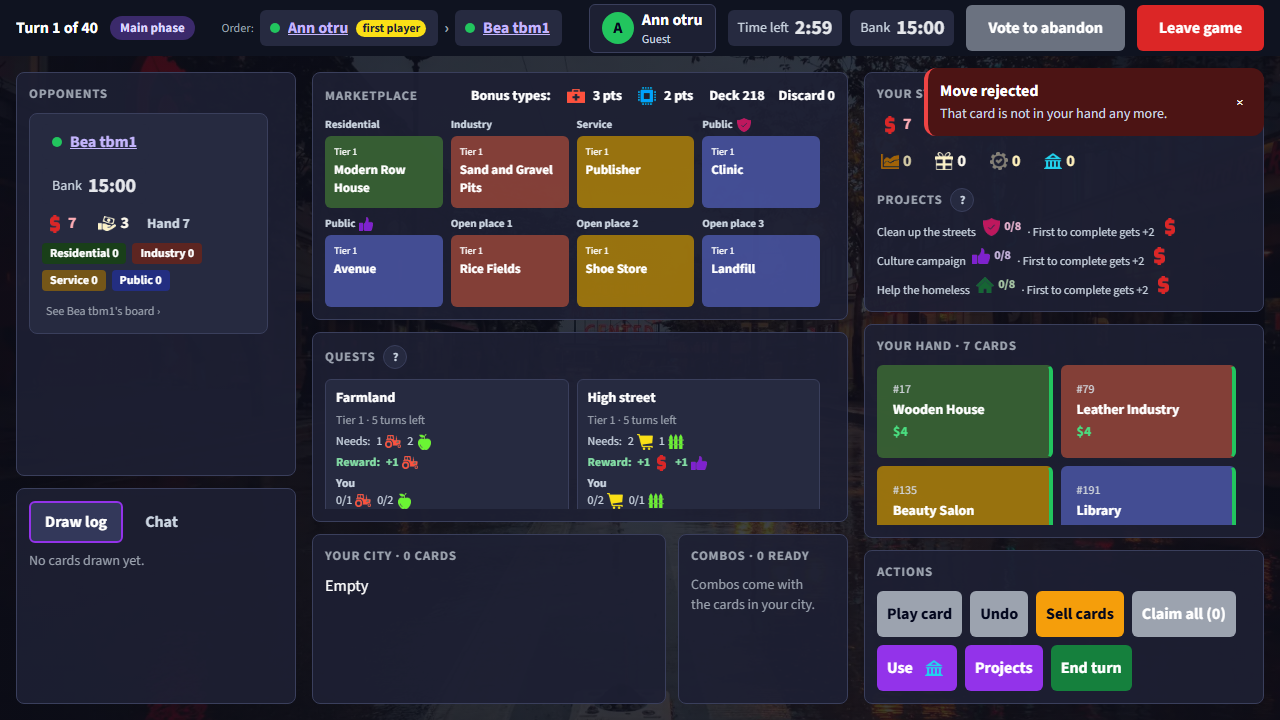 Turn 1 of 40 Main phase Order: Ann otru first player › Bea tbm1 A Ann otru Guest Time left 2:59 Bank 15:00 Vote to abandon Leave game
OPPONENTS
Bea tbm1
Bank 15:00
7 3 Hand 7
Residential 0 Industry 0
Service 0 Public 0
See Bea tbm1's board ›
Draw log Chat
No cards drawn yet.
MARKETPLACE Bonus types: 3 pts 2 pts Deck 218 Discard 0
Residential Industry Service Public
Tier 1 Modern Row House
Tier 1 Sand and Gravel Pits
Tier 1 Publisher
Tier 1 Clinic
Public Open place 1 Open place 2 Open place 3
Tier 1 Avenue
Tier 1 Rice Fields
Tier 1 Shoe Store
Tier 1 Landfill
QUESTS ?
Farmland
Tier 1 · 5 turns left
Needs: 1 2
Reward: +1
You
0/1 0/2
High street
Tier 1 · 5 turns left
Needs: 2 1
Reward: +1 +1
You
0/2 0/1
YOUR CITY · 0 CARDS
Empty
COMBOS · 0 READY
Combos come with
the cards in your city.
Move rejected
That card is not in your hand any more.
×
YOUR S
7
0 0 0 0
PROJECTS ?
Clean up the streets 0/8 · First to complete gets +2
Culture campaign 0/8 · First to complete gets +2
Help the homeless 0/8 · First to complete gets +2
YOUR HAND · 7 CARDS
#17
Wooden House
$4
#79
Leather Industry
$4
#135
Beauty Salon
#191
Library
ACTIONS
Play card Undo Sell cards Claim all (0)
Use Projects End turn